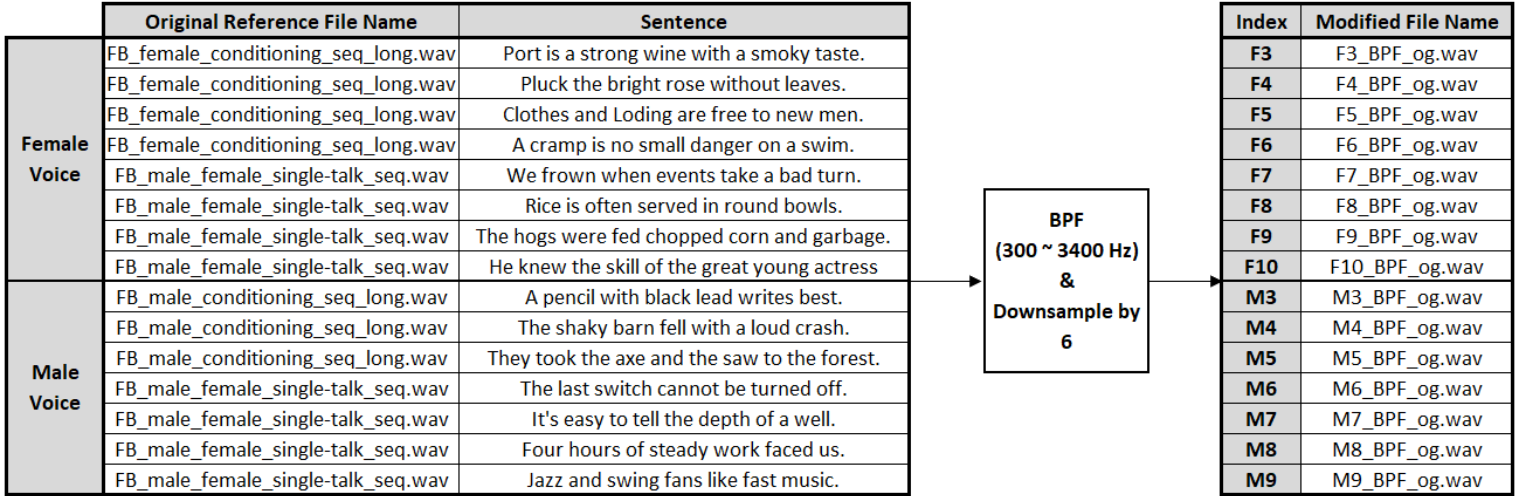 Original Reference File Name Sentence Index Modified File Name
FB_female_conditioning_seq_long.wav Port is a strong wine with a smoky taste. F3 F3_BPF_og.wav
FB_female_conditioning_seq_long.wav Pluck the bright rose without leaves. F4 F4_BPF_og.wav
FB_female_conditioning_seq_long.wav Clothes and Loding are free to new men. F5 F5_BPF_og.wav
Female FB_female_conditioning_seq_long.wav A cramp is no small danger on a swim. F6 F6_BPF_og.wav
Voice FB_male_female_single-talk_seq.wav We frown when events take a bad turn. F7 F7_BPF_og.wav
FB_male_female_single-talk_seq.wav Rice is often served in round bowls. F8 F8_BPF_og.wav
BPF
FB_male_female_single-talk_seq.wav The hogs were fed chopped corn and garbage. F9 F9_BPF_og.wav
(300 ~ 3400 Hz)
FB_male_female_single-talk_seq.wav He knew the skill of the great young actress F10 F10_BPF_og.wav
&
FB_male_conditioning_seq_long.wav A pencil with black lead writes best. M3 M3_BPF_og.wav
Downsample by
FB_male_conditioning_seq_long.wav The shaky barn fell with a loud crash. M4 M4_BPF_og.wav
6
FB_male_conditioning_seq_long.wav They took the axe and the saw to the forest. M5 M5_BPF_og.wav
Male
FB_male_female_single-talk_seq.wav The last switch cannot be turned off. M6 M6_BPF_og.wav
Voice
FB_male_female_single-talk_seq.wav It's easy to tell the depth of a well. M7 M7_BPF_og.wav
FB_male_female_single-talk_seq.wav Four hours of steady work faced us. M8 M8_BPF_og.wav
FB_male_female_single-talk_seq.wav Jazz and swing fans like fast music. M9 M9_BPF_og.wav